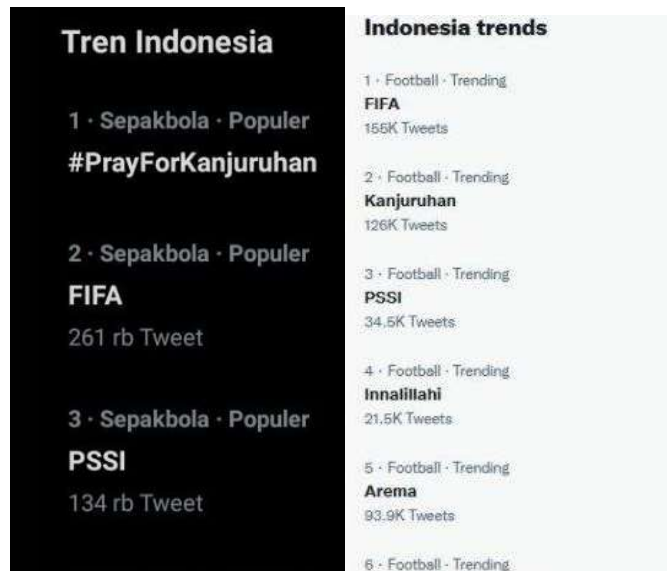 Tren Indonesia
1 · Sepakbola · Populer
#PrayForKanjuruhan
2 · Sepakbola · Populer
FIFA
261 rb Tweet
3 · Sepakbola · Populer
PSSI
134 rb Tweet
Indonesia trends
1 · Football · Trending
FIFA
155K Tweets
2 · Football · Trending
Kanjuruhan
126K Tweets
3 · Football · Trending
PSSI
34.5K Tweets
4 · Football · Trending
Innalillahi
21.5K Tweets
5 · Football · Trending
Arema
93.9K Tweets
6 · Football · Trending